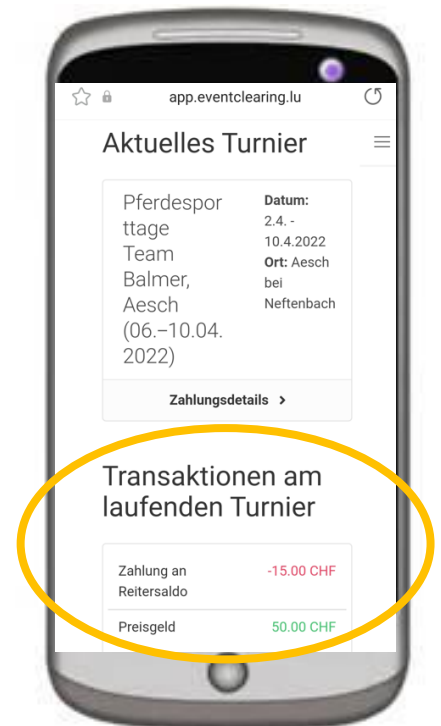 app.eventclearing.lu
Aktuelles Turnier
Pferdespor
ttage
Team
Balmer,
Aesch
(06.–10.04.
2022)
Datum:
2.4. -
10.4.2022
Ort: Aesch
bei
Neftenbach
Zahlungsdetails
Transaktionen am
laufenden Turnier
Zahlung an
Reitersaldo
-15.00 CHF
Preisgeld
50.00 CHF